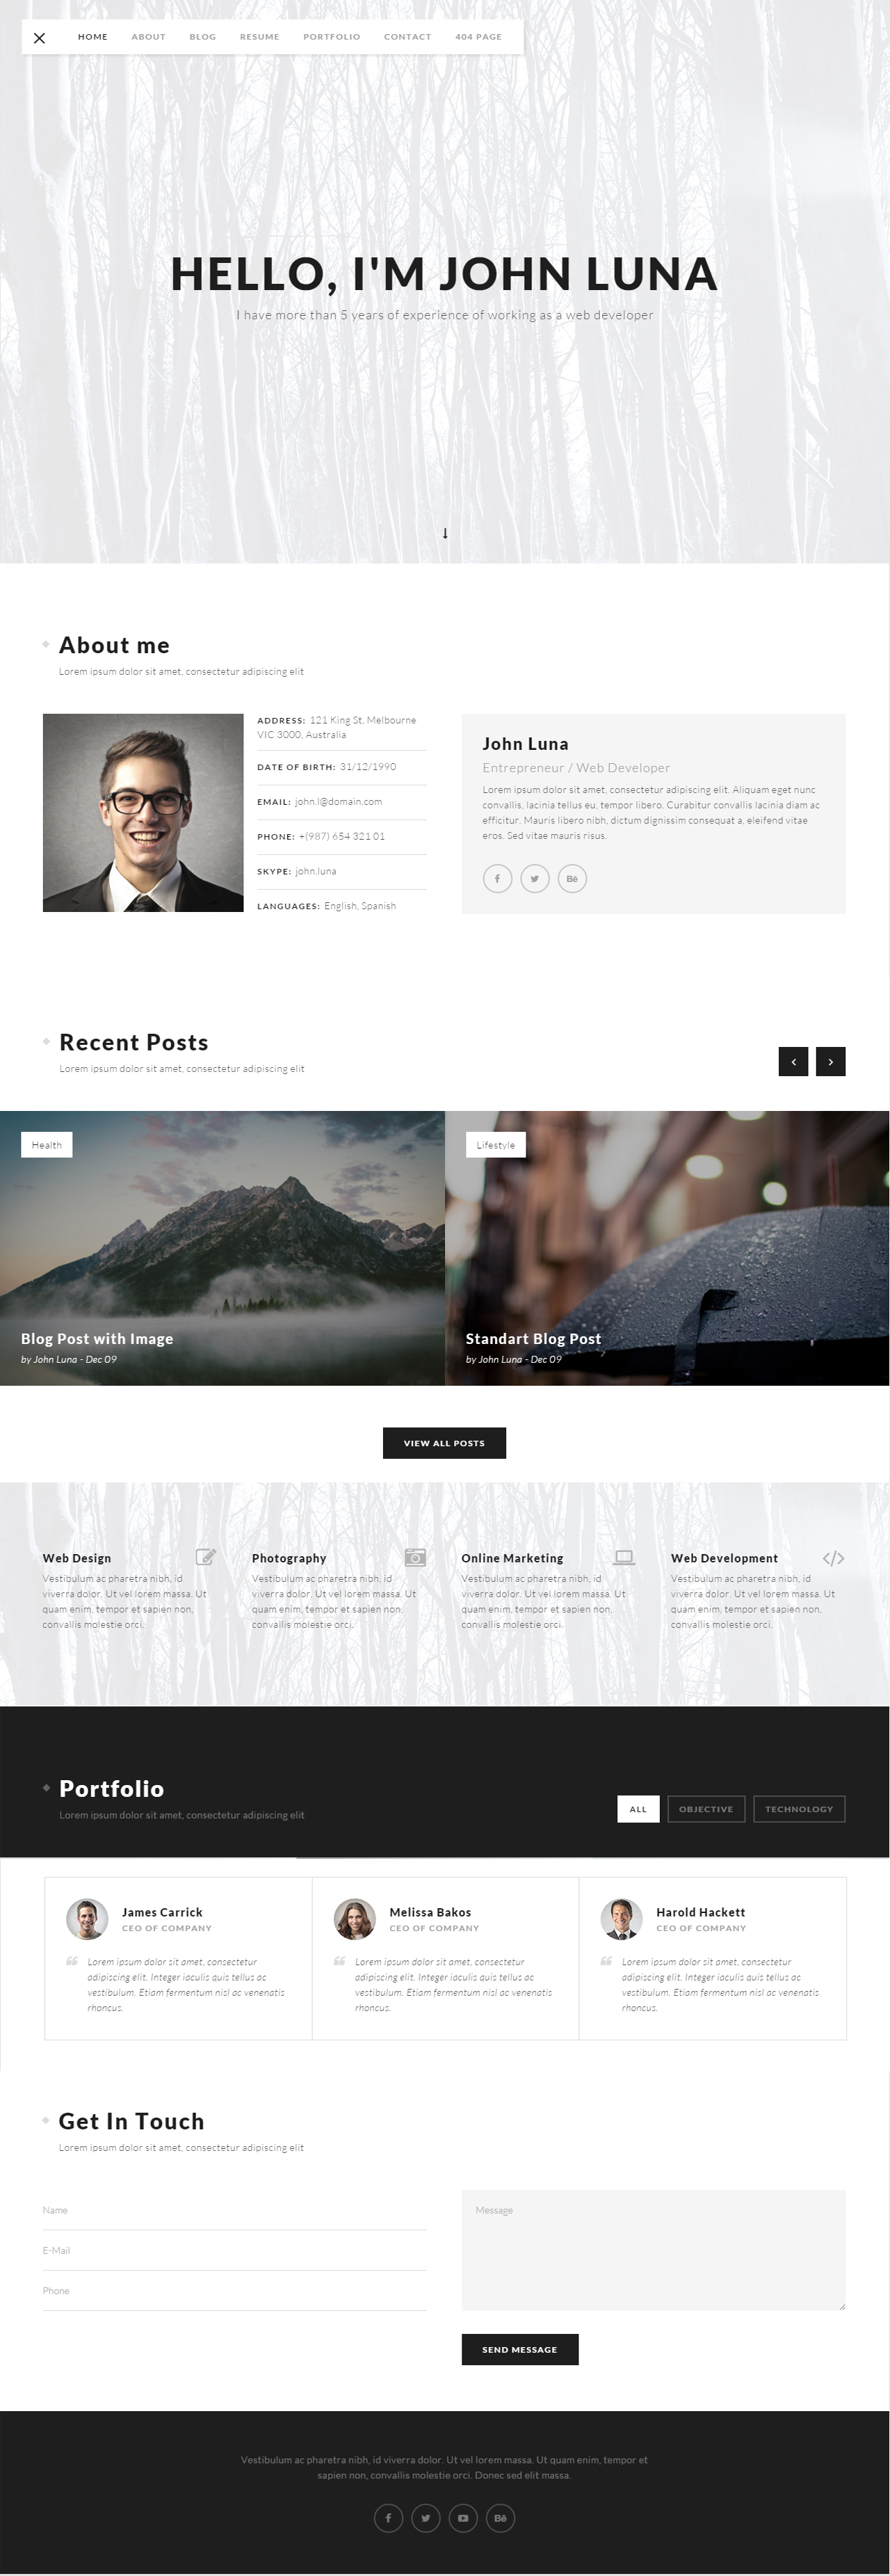 HOME ABOUT BLOG RESUME PORTFOLIO CONTACT 404 PAGE
HELLO, I'M JOHN LUNA
I have more than 5 years of experience of working as a web developer
About me
Lorem ipsum dolor sit amet, consectetur adipiscing elit
ADDRESS: 121 King St, Melbourne
VIC 3000, Australia
DATE OF BIRTH: 31/12/1990
EMAIL: john.l@domain.com
PHONE: +(987) 654 321 01
SKYPE: john.luna
LANGUAGES: English, Spanish
John Luna
Entrepreneur / Web Developer
Lorem ipsum dolor sit amet, consectetur adipiscing elit. Aliquam eget nunc
convallis, lacinia tellus eu, tempor libero. Curabitur convallis lacinia diam ac
efficitur. Mauris libero nibh, dictum dignissim consequat a, eleifend vitae
eros. Sed vitae mauris risus.
Bē
Recent Posts
Lorem ipsum dolor sit amet, consectetur adipiscing elit
Health
Blog Post with Image
by John Luna - Dec 09
Lifestyle
Standart Blog Post
by John Luna - Dec 09
VIEW ALL POSTS
Web Design
Vestibulum ac pharetra nibh, id
viverra dolor. Ut vel lorem massa. Ut
quam enim, tempor et sapien non,
convallis molestie orci.
Photography
Vestibulum ac pharetra nibh, id
viverra dolor. Ut vel lorem massa. Ut
quam enim, tempor et sapien non,
convallis molestie orci.
Online Marketing
Vestibulum ac pharetra nibh, id
viverra dolor. Ut vel lorem massa. Ut
quam enim, tempor et sapien non,
convallis molestie orci.
Web Development
Vestibulum ac pharetra nibh, id
viverra dolor. Ut vel lorem massa. Ut
quam enim, tempor et sapien non,
convallis molestie orci.
Portfolio
Lorem ipsum dolor sit amet, consectetur adipiscing elit
ALL OBJECTIVE TECHNOLOGY
James Carrick
CEO OF COMPANY
Lorem ipsum dolor sit amet, consectetur
adipiscing elit. Integer iaculis quis tellus ac
vestibulum. Etiam fermentum nisl ac venenatis
rhoncus.
Melissa Bakos
CEO OF COMPANY
Lorem ipsum dolor sit amet, consectetur
adipiscing elit. Integer iaculis quis tellus ac
vestibulum. Etiam fermentum nisl ac venenatis
rhoncus.
Harold Hackett
CEO OF COMPANY
Lorem ipsum dolor sit amet, consectetur
adipiscing elit. Integer iaculis quis tellus ac
vestibulum. Etiam fermentum nisl ac venenatis
rhoncus.
Get In Touch
Lorem ipsum dolor sit amet, consectetur adipiscing elit
Name
E-Mail
Phone
Message
SEND MESSAGE
Vestibulum ac pharetra nibh, id viverra dolor. Ut vel lorem massa. Ut quam enim, tempor et
sapien non, convallis molestie orci. Donec sed elit massa.
Bē